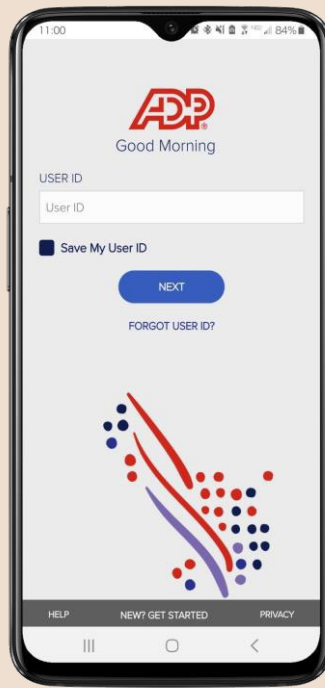 11:00
84%
ADP
Good Morning
USER ID
User ID
Save My User ID
NEXT
FORGOT USER ID?
HELP NEW? GET STARTED PRIVACY